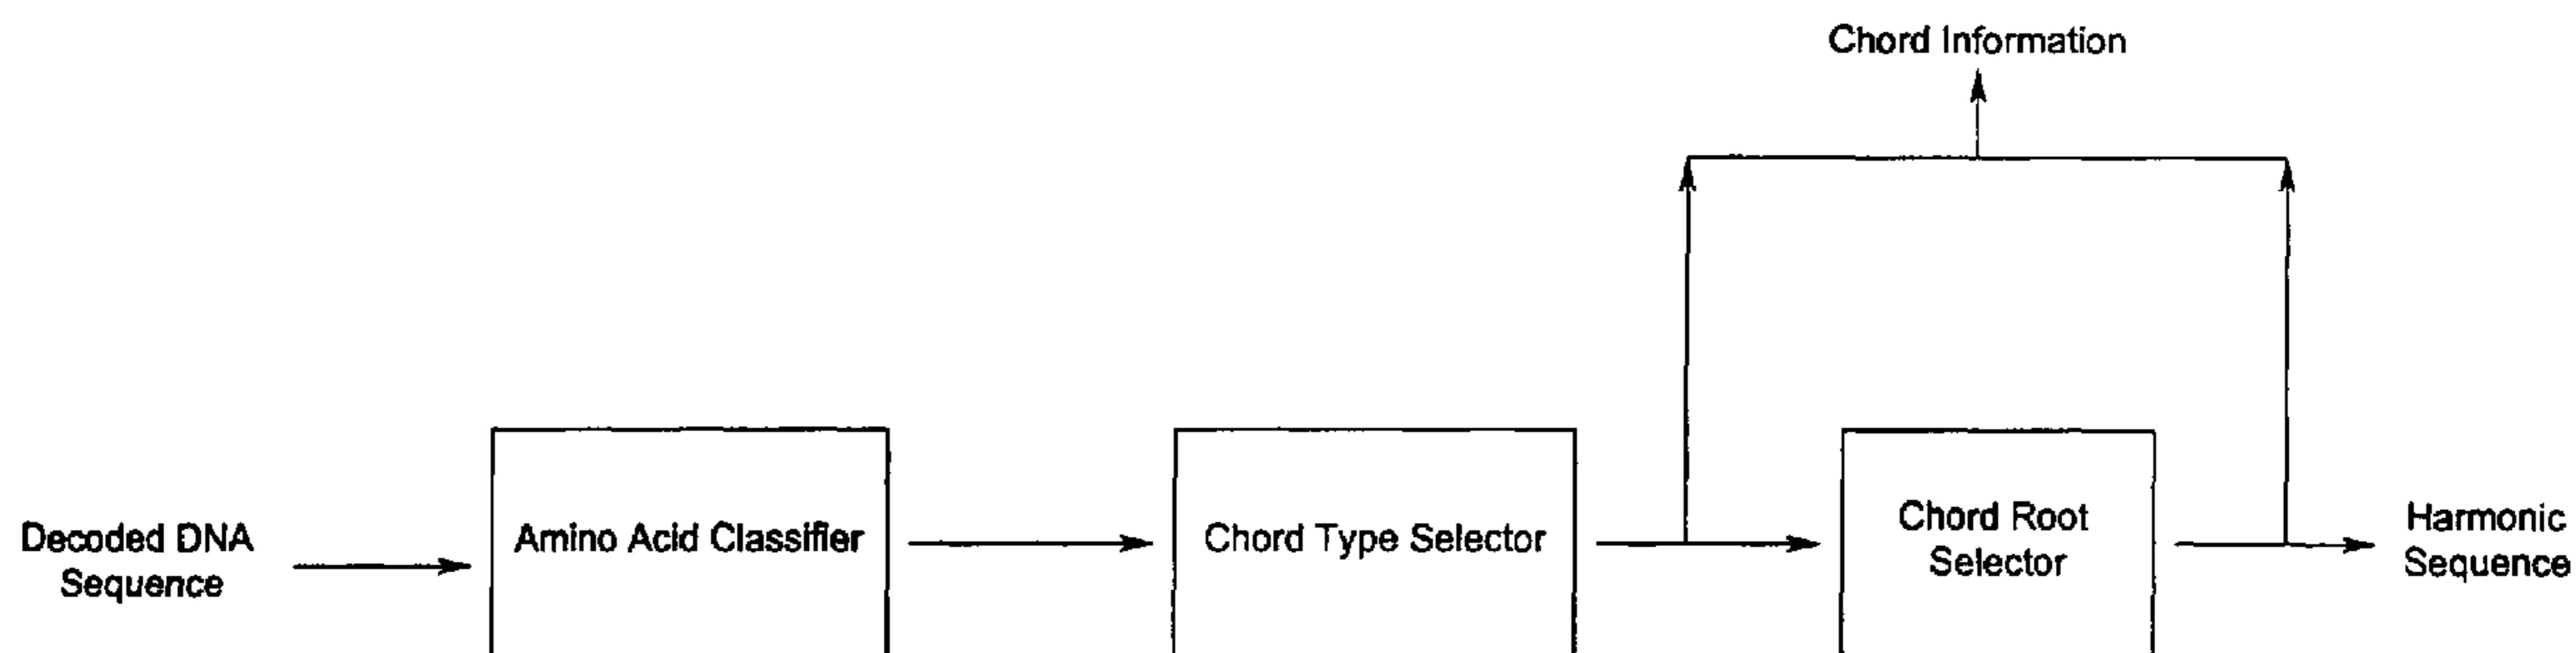 Chord Information
Decoded DNA
Sequence
Amino Acid Classifier
Chord Type Selector
Chord Root
Selector
Harmonic
Sequence